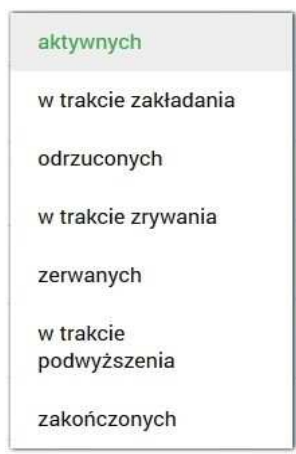 aktywnych
w trakcie zakładania
odrzuconych
w trakcie zrywania
zerwanych
w trakcie
podwyższenia
zakończonych